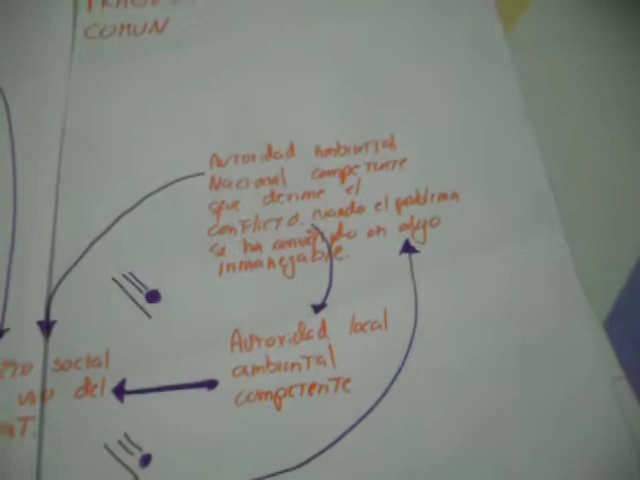 COMUN
Autoridad Ambiental
Nacional competente
que dirime el
conflicto. cuando el problema
se ha convertido en algo
inmanejable.
Autoridad local
ambiental
competente
social
del